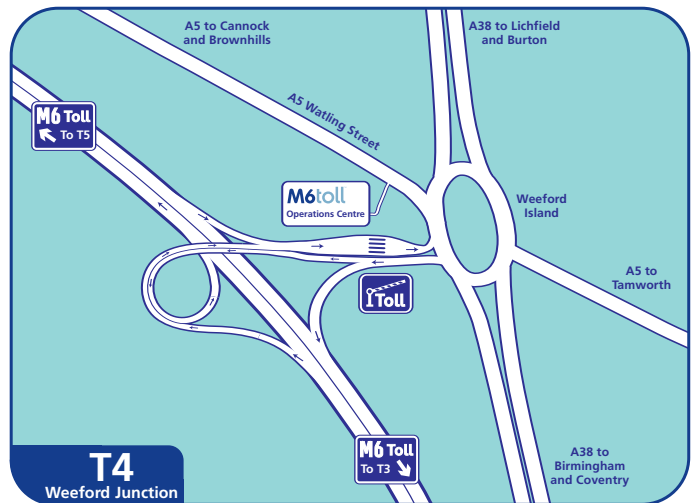 A5 to Cannock
and Brownhills
A38 to Lichfield
and Burton
M6 Toll
To T5
A5 Watling Street
M6toll
Operations Centre
Weeford
Island
A5 to
Tamworth
Toll
M6 Toll
To T3
A38 to
Birmingham
and Coventry
T4
Weeford Junction